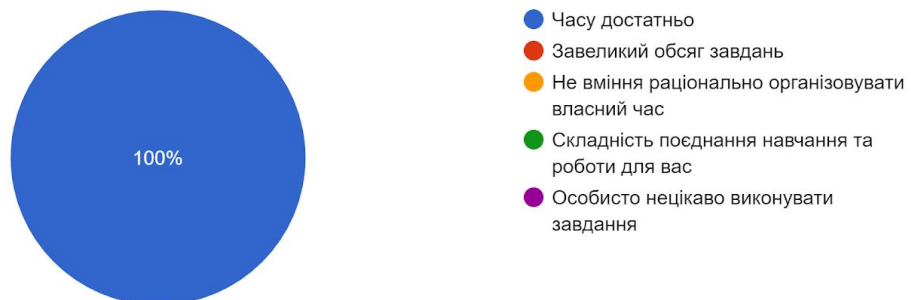 100%
Часу достатньо
Завеликий обсяг завдань
Не вміння раціонально організовувати
власний час
Складність поєднання навчання та
роботи для вас
Особисто нецікаво виконувати
завдання